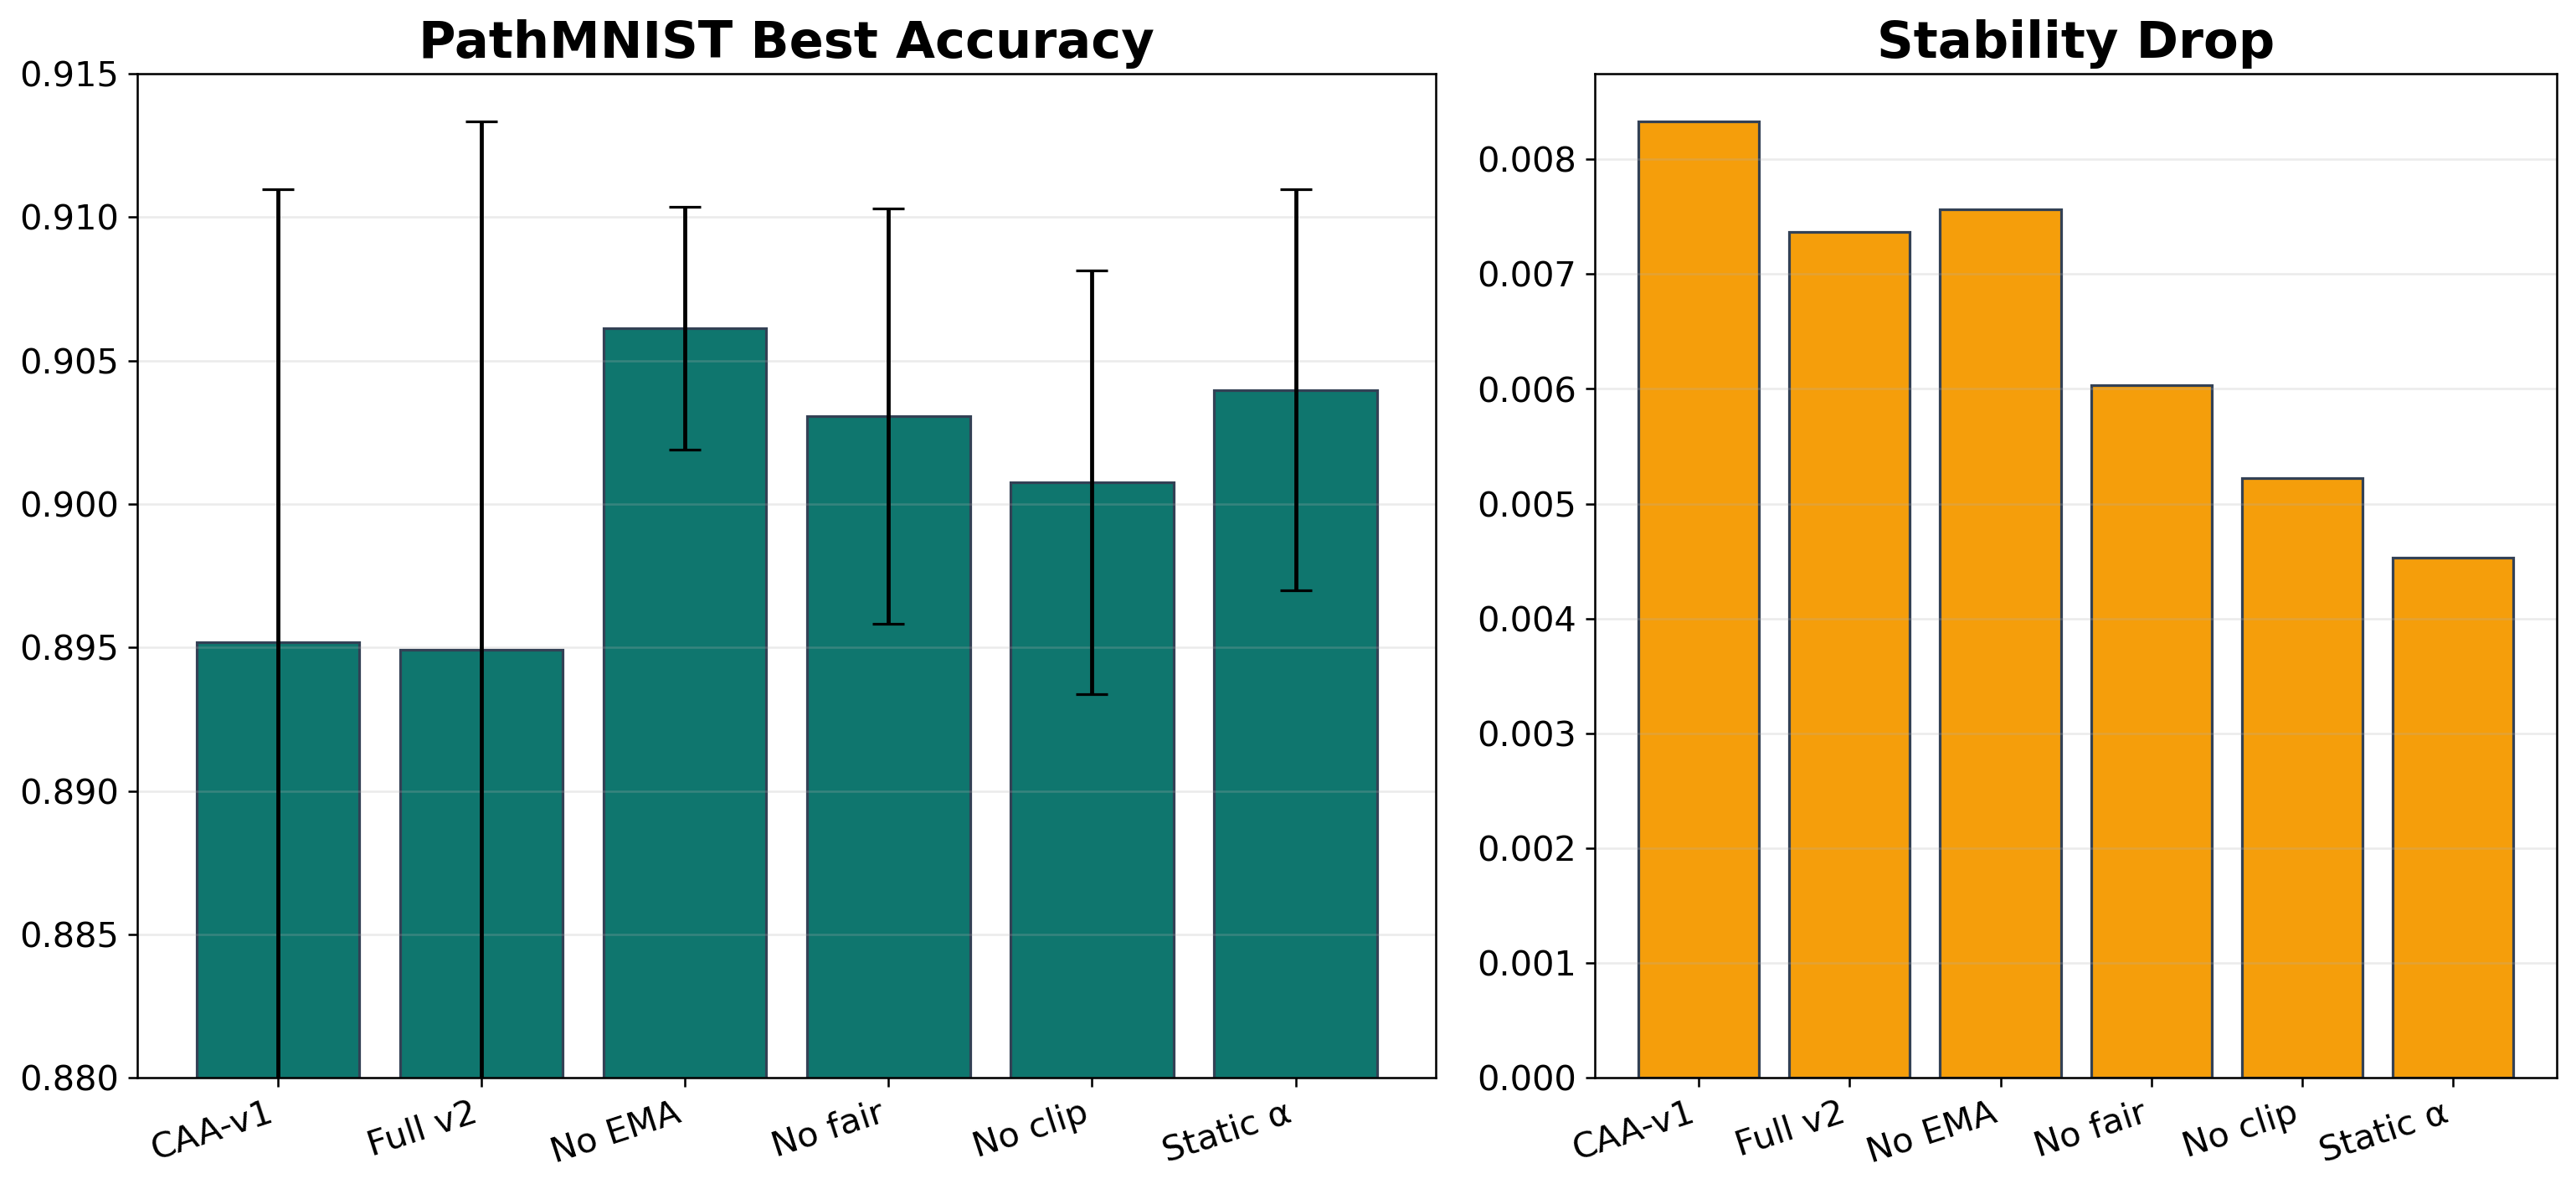 PathMNIST Best Accuracy
0.915
0.910
0.905
0.900
0.895
0.890
0.885
0.880
CAA-v1
Full v2
No EMA
No fair
No clip
Static α
Stability Drop
0.008
0.007
0.006
0.005
0.004
0.003
0.002
0.001
0.000
CAA-v1
Full v2
No EMA
No fair
No clip
Static α